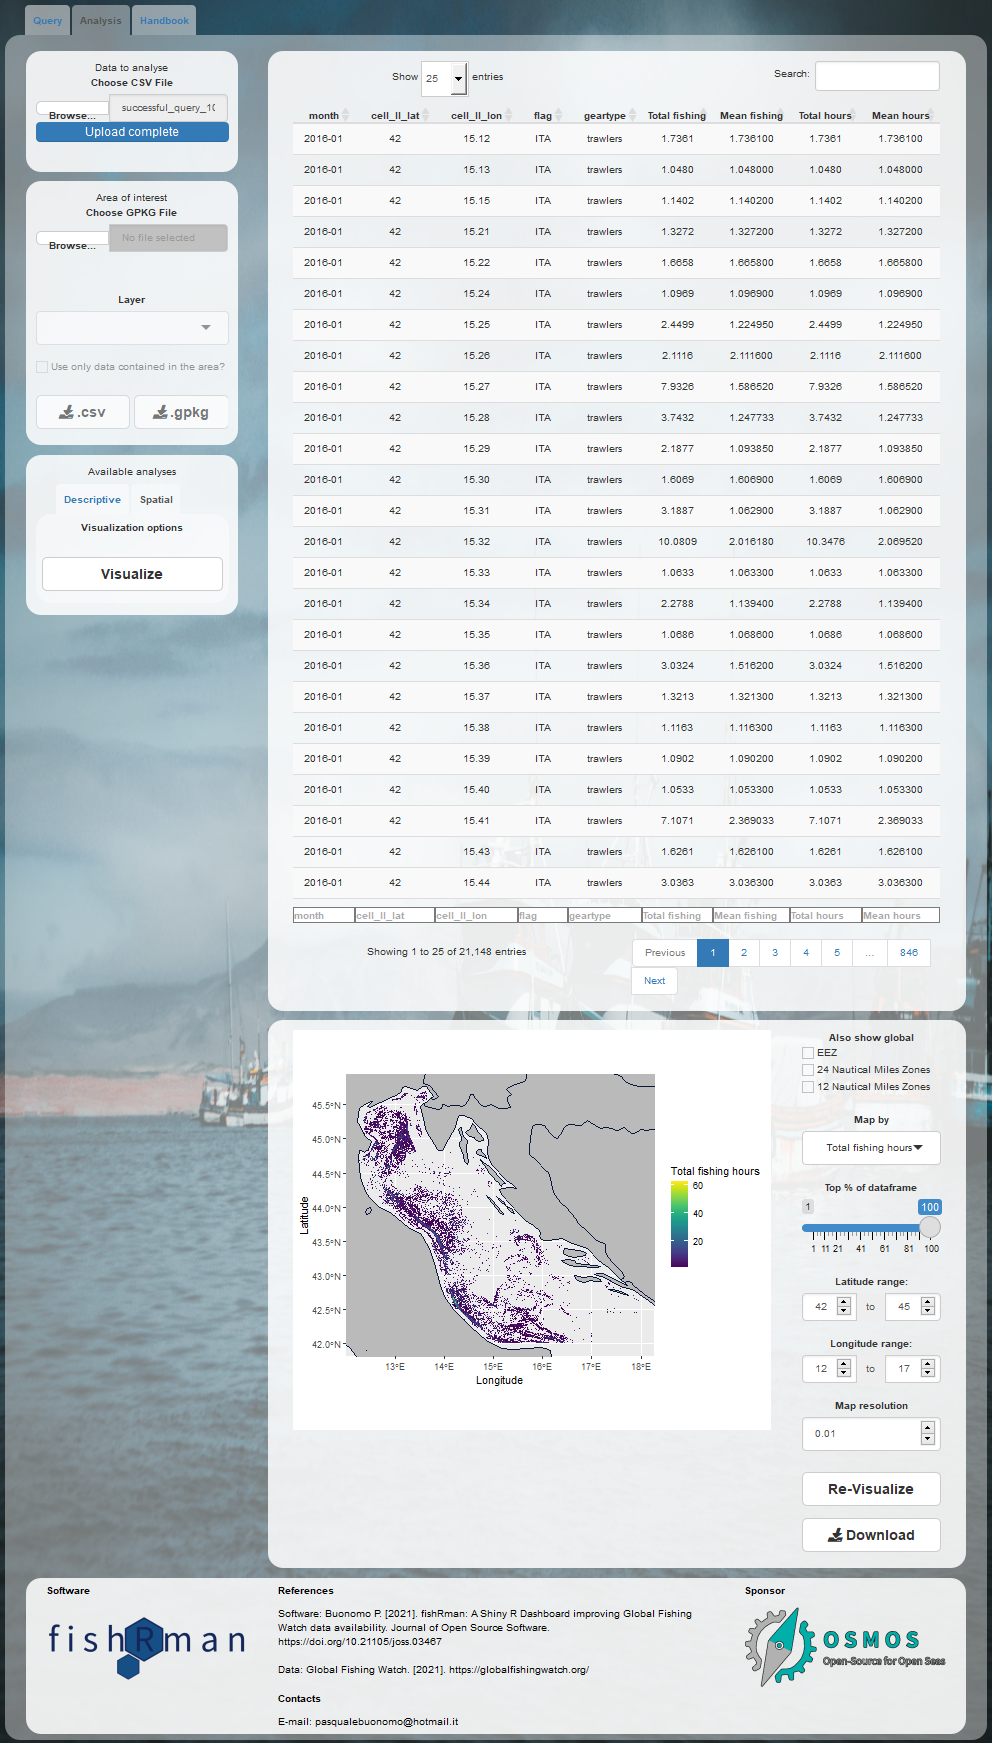 Query Analysis Handbook
Data to analyse
Choose CSV File
Browse... successful_query_10
Upload complete
Area of interest
Choose GPKG File
Browse... No file selected
Layer
Use only data contained in the area?
.csv .gpkg
Available analyses
Descriptive Spatial
Visualization options
Visualize
Show 25 entries Search:
month cell_ll_lat cell_ll_lon flag geartype Total fishing Mean fishing Total hours Mean hours
2016-01 42 15.12 ITA trawlers 1.7361 1.736100 1.7361 1.736100
2016-01 42 15.13 ITA trawlers 1.0480 1.048000 1.0480 1.048000
2016-01 42 15.15 ITA trawlers 1.1402 1.140200 1.1402 1.140200
2016-01 42 15.21 ITA trawlers 1.3272 1.327200 1.3272 1.327200
2016-01 42 15.22 ITA trawlers 1.6658 1.665800 1.6658 1.665800
2016-01 42 15.24 ITA trawlers 1.0969 1.096900 1.0969 1.096900
2016-01 42 15.25 ITA trawlers 2.4499 1.224950 2.4499 1.224950
2016-01 42 15.26 ITA trawlers 2.1116 2.111600 2.1116 2.111600
2016-01 42 15.27 ITA trawlers 7.9326 1.586520 7.9326 1.586520
2016-01 42 15.28 ITA trawlers 3.7432 1.247733 3.7432 1.247733
2016-01 42 15.29 ITA trawlers 2.1877 1.093850 2.1877 1.093850
2016-01 42 15.30 ITA trawlers 1.6069 1.606900 1.6069 1.606900
2016-01 42 15.31 ITA trawlers 3.1887 1.062900 3.1887 1.062900
2016-01 42 15.32 ITA trawlers 10.0809 2.016180 10.3476 2.069520
2016-01 42 15.33 ITA trawlers 1.0633 1.063300 1.0633 1.063300
2016-01 42 15.34 ITA trawlers 2.2788 1.139400 2.2788 1.139400
2016-01 42 15.35 ITA trawlers 1.0686 1.068600 1.0686 1.068600
2016-01 42 15.36 ITA trawlers 3.0324 1.516200 3.0324 1.516200
2016-01 42 15.37 ITA trawlers 1.3213 1.321300 1.3213 1.321300
2016-01 42 15.38 ITA trawlers 1.1163 1.116300 1.1163 1.116300
2016-01 42 15.39 ITA trawlers 1.0902 1.090200 1.0902 1.090200
2016-01 42 15.40 ITA trawlers 1.0533 1.053300 1.0533 1.053300
2016-01 42 15.41 ITA trawlers 7.1071 2.369033 7.1071 2.369033
2016-01 42 15.43 ITA trawlers 1.6261 1.626100 1.6261 1.626100
2016-01 42 15.44 ITA trawlers 3.0363 3.036300 3.0363 3.036300
month cell_ll_lat cell_ll_lon flag geartype Total fishing Mean fishing Total hours Mean hours
Showing 1 to 25 of 21,148 entries Previous 1 2 3 4 5 ... 846
Next
45.5°N
45.0°N
44.5°N
44.0°N
43.5°N
43.0°N
42.5°N
42.0°N
Latitude
13°E 14°E 15°E 16°E 17°E 18°E
Longitude
Total fishing hours
60
40
20
Also show global
EEZ
24 Nautical Miles Zones
12 Nautical Miles Zones
Map by
Total fishing hours
Top % of dataframe
1 100
1 11 21 41 61 81 100
Latitude range:
42 to 45
Longitude range:
12 to 17
Map resolution
0.01
Re-Visualize
Download
Software
fishRman
References
Software: Buonomo P. [2021]. fishRman: A Shiny R Dashboard improving Global Fishing
Watch data availability. Journal of Open Source Software.
https://doi.org/10.21105/joss.03467
Data: Global Fishing Watch. [2021]. https://globalfishingwatch.org/
Contacts
E-mail: pasqualebuonomo@hotmail.it
Sponsor
OSMOS
Open-Source for Open Seas